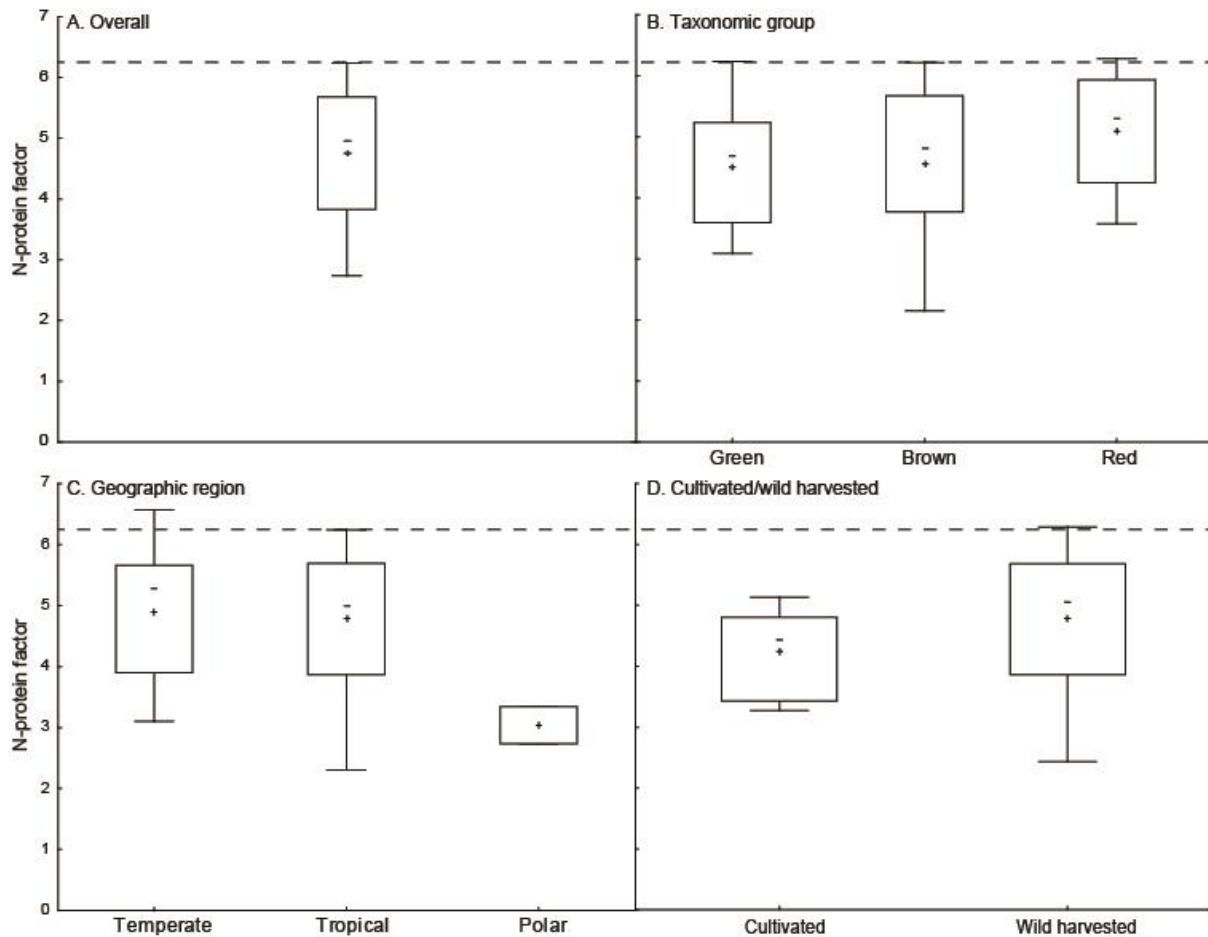 A. Overall
B. Taxonomic group
7
6
5
4
3
2
1
0
N-protein factor
Green Brown Red
C. Geographic region
D. Cultivated/wild harvested
7
6
5
4
3
2
1
0
N-protein factor
Temperate Tropical Polar
Cultivated Wild harvested